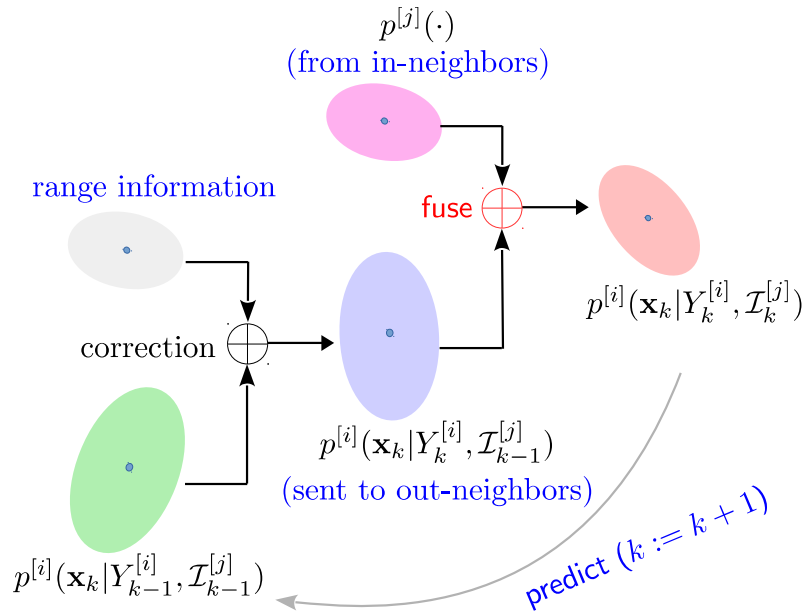 p^{[j]}(·)
(from in-neighbors)
range information
fuse
p^{[i]}(𝐱_k|Y_k^{[i]}, ℐ_k^{[j]})
correction
p^{[i]}(𝐱_k|Y_k^{[i]}, ℐ_{k-1}^{[j]})
(sent to out-neighbors)
p^{[i]}(𝐱_k|Y_{k-1}^{[i]}, ℐ_{k-1}^{[j]})
predict (k := k + 1)